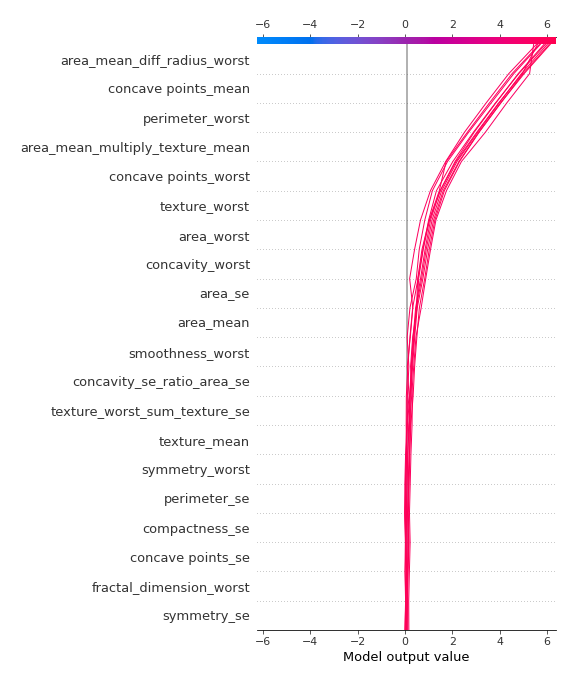 −6 −4 −2 0 2 4 6
area_mean_diff_radius_worst
concave points_mean
perimeter_worst
area_mean_multiply_texture_mean
concave points_worst
texture_worst
area_worst
concavity_worst
area_se
area_mean
smoothness_worst
concavity_se_ratio_area_se
texture_worst_sum_texture_se
texture_mean
symmetry_worst
perimeter_se
compactness_se
concave points_se
fractal_dimension_worst
symmetry_se
−6 −4 −2 0 2 4 6
Model output value